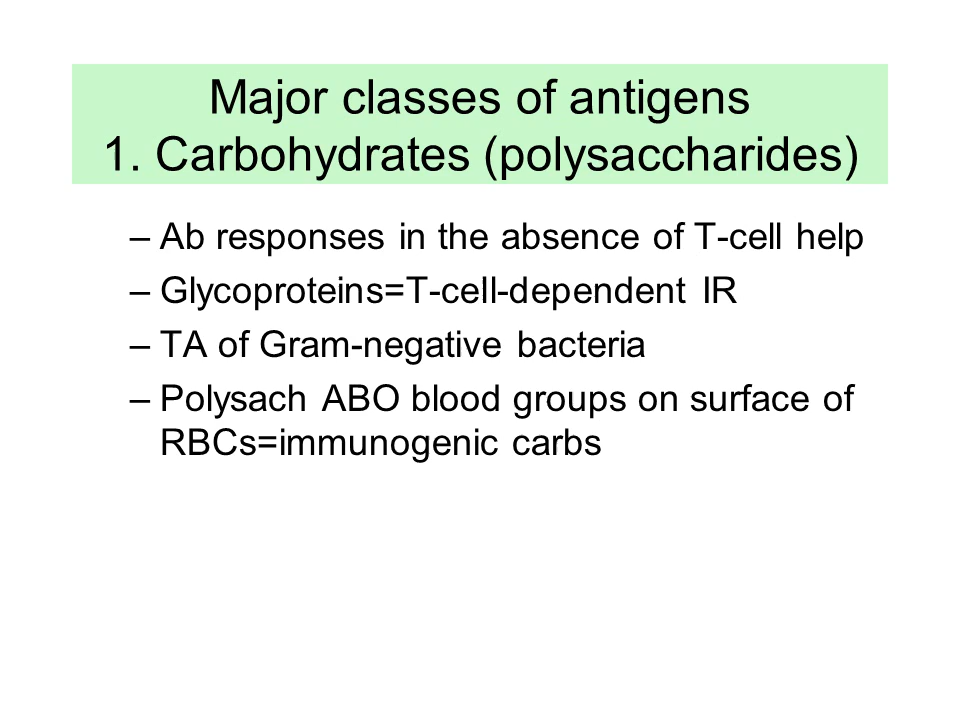 Major classes of antigens
1. Carbohydrates (polysaccharides)
– Ab responses in the absence of T-cell help
– Glycoproteins=T-cell-dependent IR
– TA of Gram-negative bacteria
– Polysach ABO blood groups on surface of
RBCs=immunogenic carbs